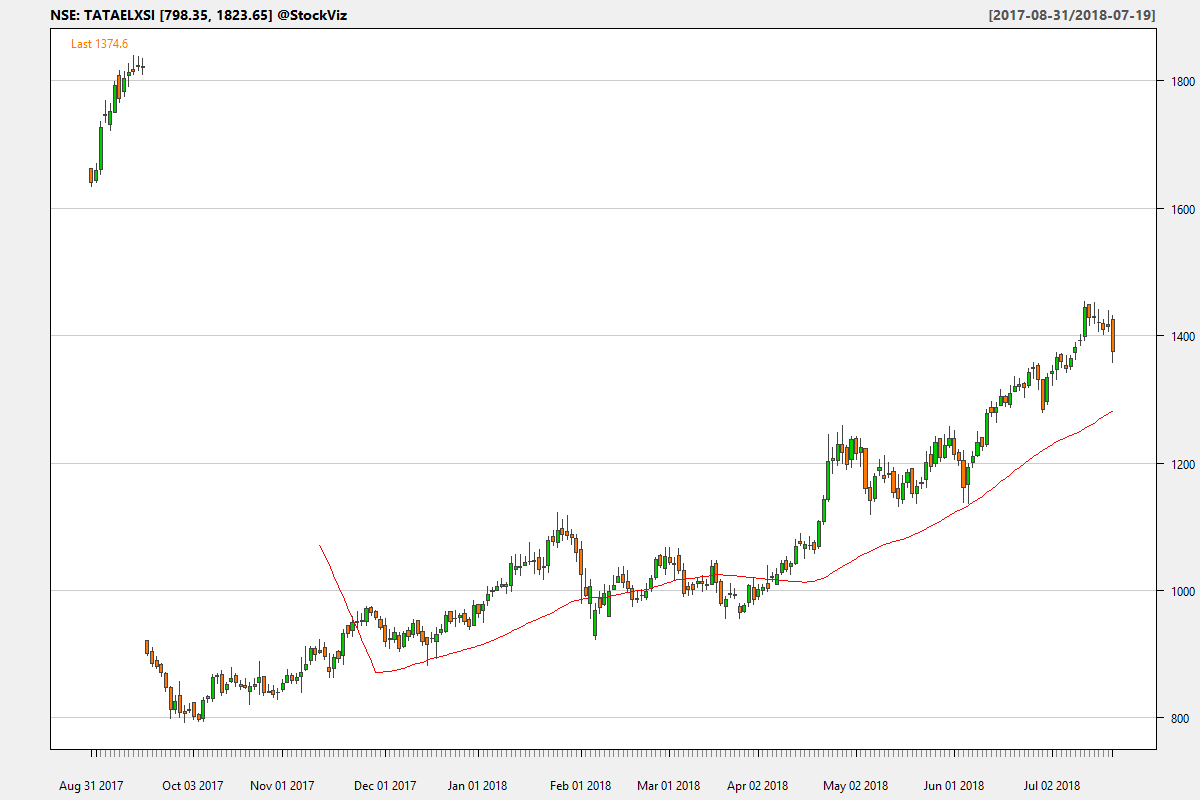 NSE: TATAELXSI [798.35, 1823.65] @StockViz
[2017-08-31/2018-07-19]
Last 1374.6
1800
1600
1400
1200
1000
800
Aug 31 2017 Oct 03 2017 Nov 01 2017 Dec 01 2017 Jan 01 2018 Feb 01 2018 Mar 01 2018 Apr 02 2018 May 02 2018 Jun 01 2018 Jul 02 2018